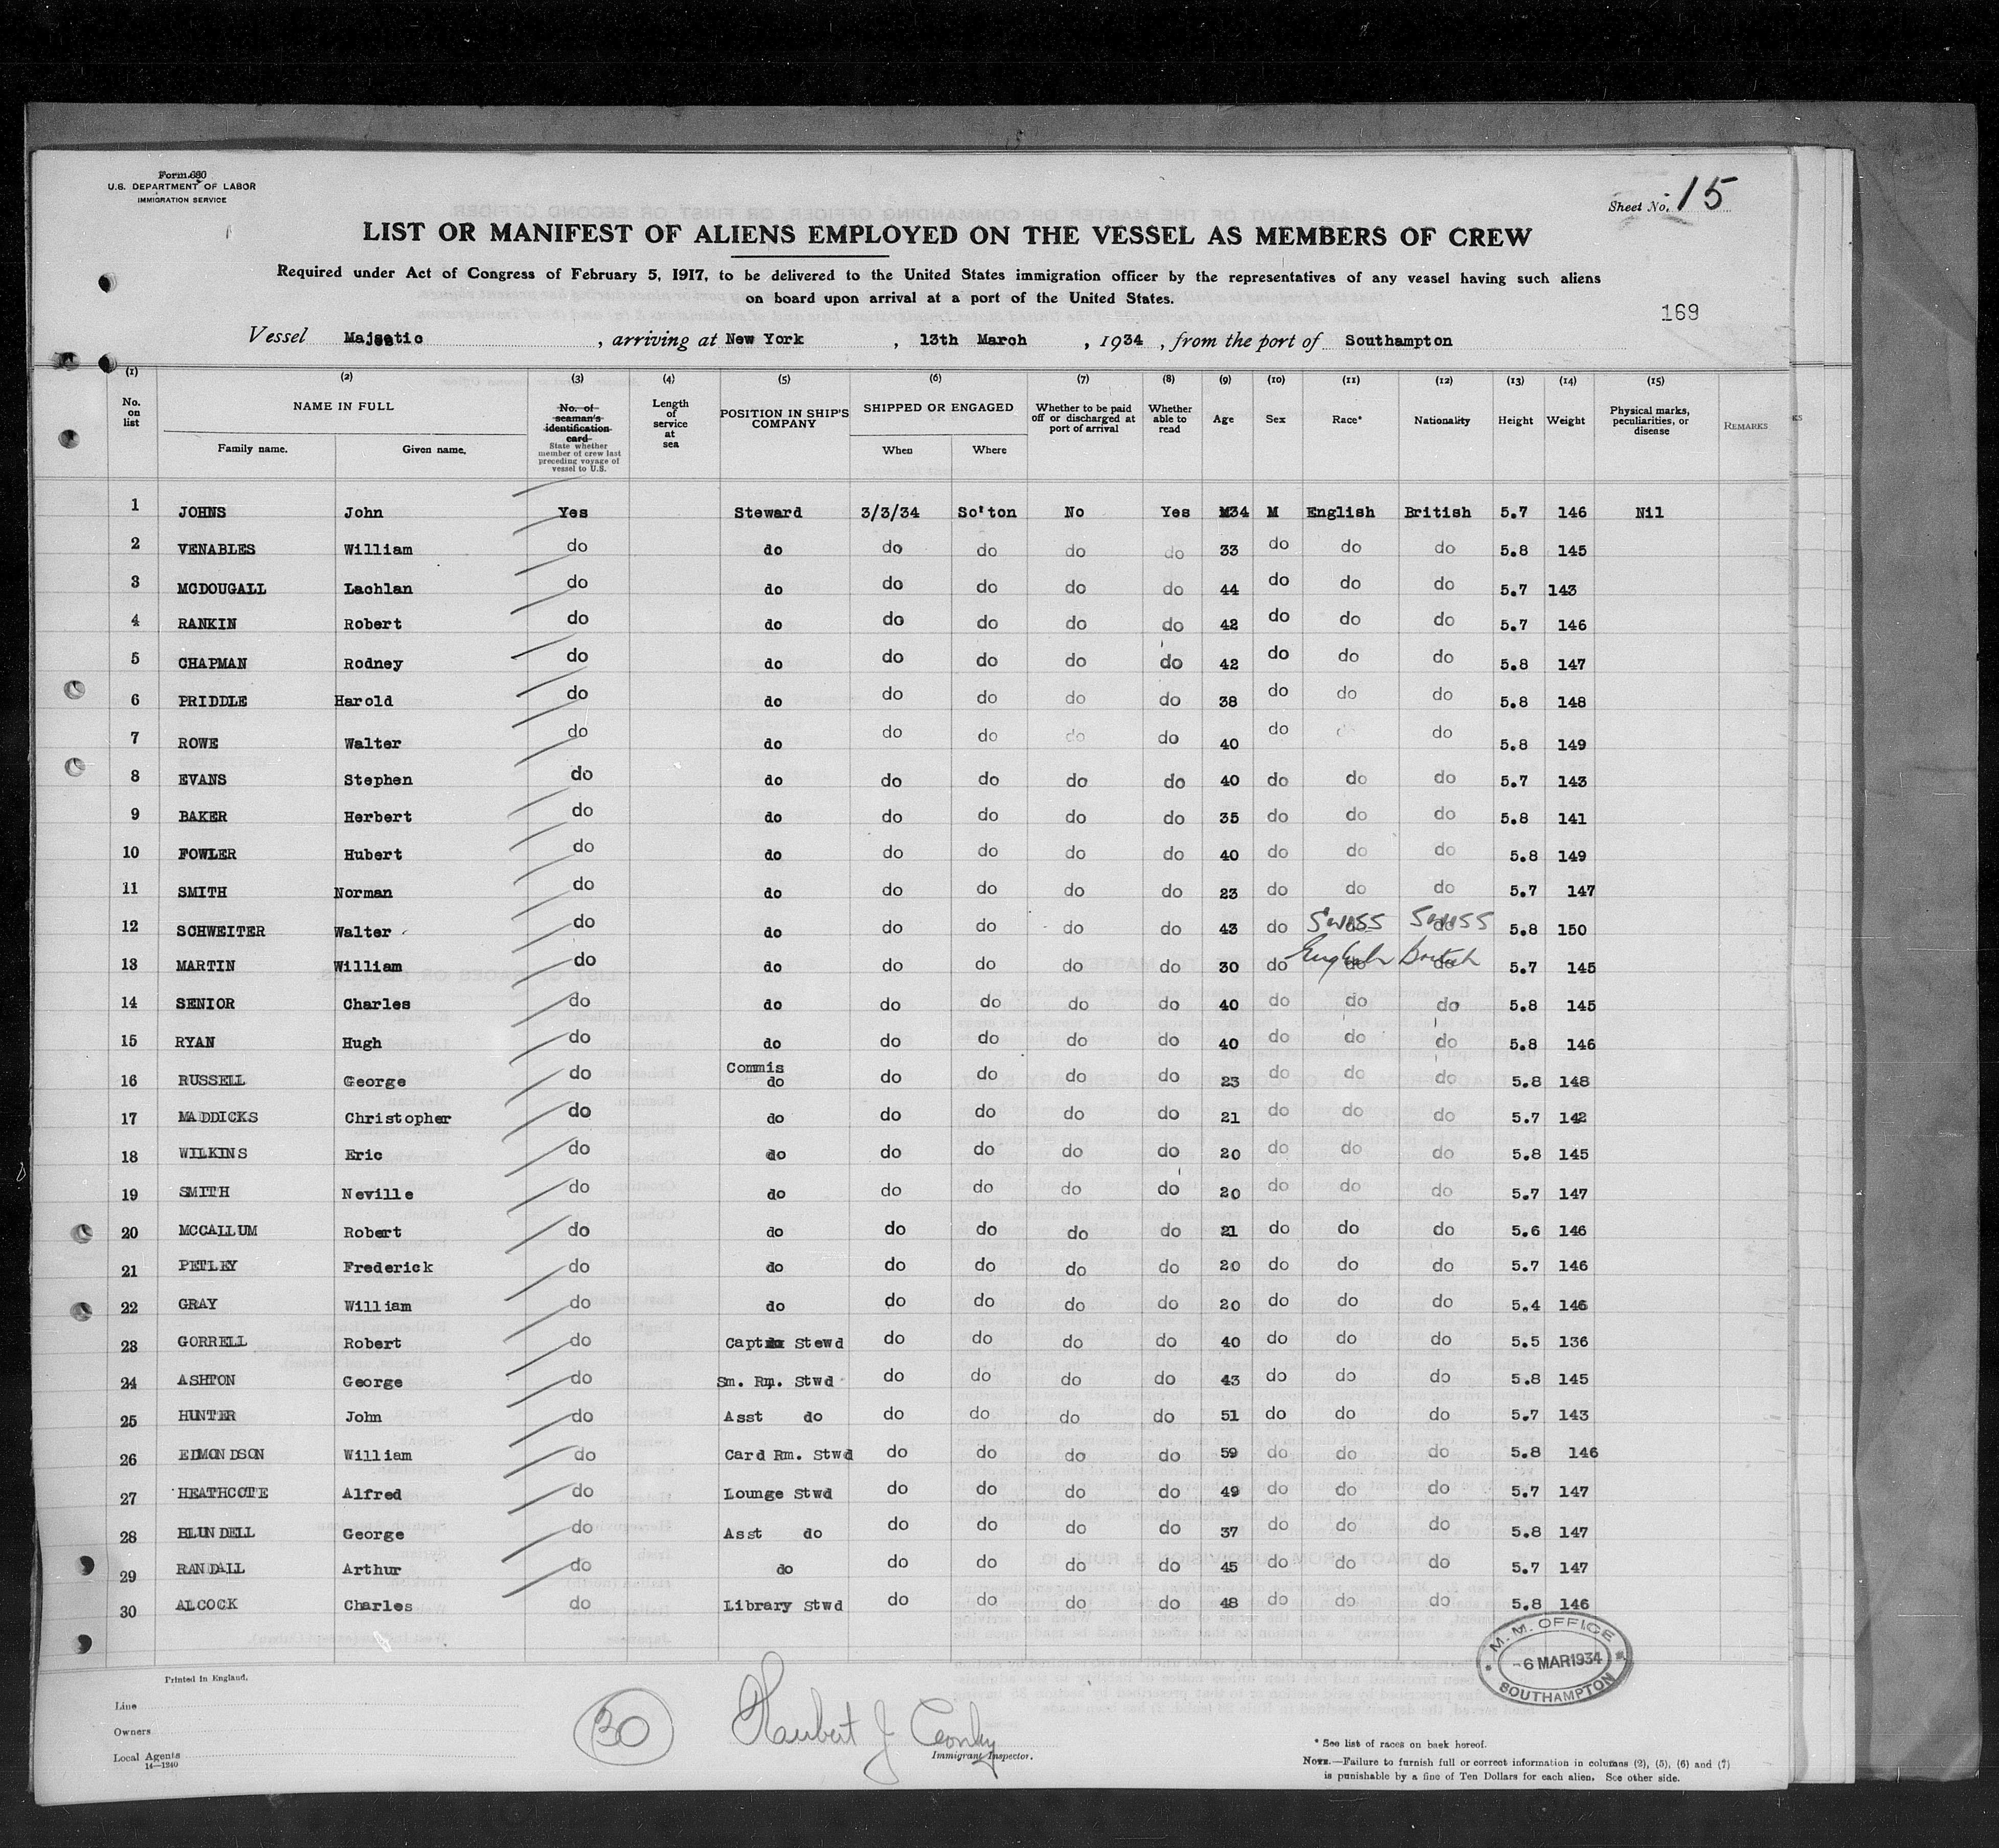 Form 680
U.S. DEPARTMENT OF LABOR
IMMIGRATION SERVICE
Sheet No. 15
LIST OR MANIFEST OF ALIENS EMPLOYED ON THE VESSEL AS MEMBERS OF CREW
Required under Act of Congress of February 5, 1917, to be delivered to the United States immigration officer by the representatives of any vessel having such aliens
on board upon arrival at a port of the United States.
169
Vessel Majestic , arriving at New York , 13th March , 1934 , from the port of Southampton
(1) (2) (3) (4) (5) (6) (7) (8) (9) (10) (11) (12) (13) (14) (15)
No. on list NAME IN FULL Family name. Given name. No. of seaman's identification card State whether member of crew last preceding voyage of vessel to U.S. Length of service at sea POSITION IN SHIP'S COMPANY SHIPPED OR ENGAGED When Where Whether to be paid off or discharged at port of arrival Whether able to read Age Sex Race* Nationality Height Weight Physical marks, peculiarities, or disease REMARKS
1 JOHNS John Yes Steward 3/3/34 So'ton No Yes 34 M English British 5.7 146 Nil
2 VENABLES William do do do do do do 33 do do do 5.8 145
3 MCDOUGALL Lachlan do do do do do do 44 do do do 5.7 143
4 RANKIN Robert do do do do do do 42 do do do 5.7 146
5 CHAPMAN Rodney do do do do do do 42 do do do 5.8 147
6 PRIDDLE Harold do do do do do do 38 do do do 5.8 148
7 ROWE Walter do do do do do do 40 do do 5.8 149
8 EVANS Stephen do do do do do do 40 do do do 5.7 143
9 BAKER Herbert do do do do do do 35 do do do 5.8 141
10 FOWLER Hubert do do do do do do 40 do do do 5.8 149
11 SMITH Norman do do do do do do 23 do do do 5.7 147
12 SCHWEITER Walter do do do do do do 43 do Swiss Swiss 5.8 150
13 MARTIN William do do do do do do 30 do English British 5.7 145
14 SENIOR Charles do do do do do do 40 do do do 5.8 145
15 RYAN Hugh do do do do do do 40 do do do 5.8 146
16 RUSSELL George do Commis do do do do do 23 do do do 5.8 148
17 MADDICKS Christopher do do do do do do 21 do do do 5.7 142
18 WILKINS Eric do do do do do do 20 do do do 5.8 145
19 SMITH Neville do do do do do do 20 do do do 5.7 147
20 MCCALLUM Robert do do do do do do 21 do do do 5.6 146
21 PETLEY Frederick do do do do do do 20 do do do 5.7 146
22 GRAY William do do do do do do 20 do do do 5.4 146
23 GORRELL Robert do Capt Stewd do do do do 40 do do do 5.5 136
24 ASHTON George do Sm. Rm. Stwd do do do do 43 do do do 5.8 145
25 HUNTER John do Asst do do do do do 51 do do do 5.7 143
26 EDMONDSON William do Card Rm. Stwd do do do do 59 do do do 5.8 146
27 HEATHCOTE Alfred do Lounge Stwd do do do do 49 do do do 5.7 147
28 BLUNDELL George do Asst do do do do do 37 do do do 5.8 147
29 RANDALL Arthur do do do do do do 45 do do do 5.7 147
30 ALCOCK Charles do Library Stwd do do do do 48 do do do 5.8 146
M. M. OFFICE
-6 MAR 1934
SOUTHAMPTON
Printed in England.
Line
Owners
Local Agents
14—1240
30
Immigrant Inspector.
* See list of races on back hereof.
NOTE.—Failure to furnish full or correct information in columns (2), (5), (6) and (7)
is punishable by a fine of Ten Dollars for each alien. See other side.